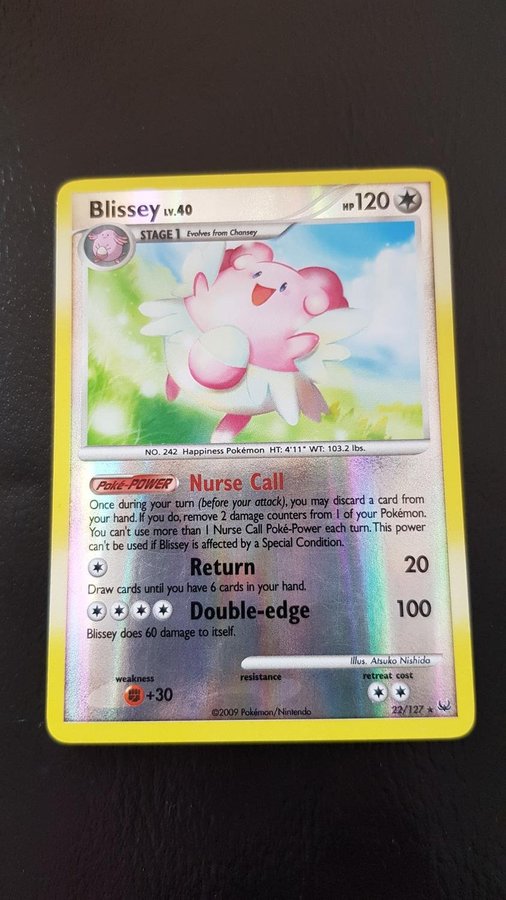 Blissey LV.40 HP 120
STAGE 1 Evolves from Chansey
NO. 242 Happiness Pokémon HT: 4'11" WT: 103.2 lbs.
Poké-POWER Nurse Call
Once during your turn (before your attack), you may discard a card from
your hand. If you do, remove 2 damage counters from 1 of your Pokémon.
You can't use more than 1 Nurse Call Poké-Power each turn. This power
can't be used if Blissey is affected by a Special Condition.
Return 20
Draw cards until you have 6 cards in your hand.
Double-edge 100
Blissey does 60 damage to itself.
Illus. Atsuko Nishida
weakness resistance retreat cost
+30
©2009 Pokémon/Nintendo 22/127